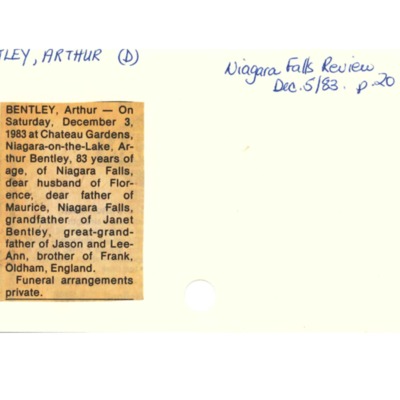 TLEY, ARTHUR (D)
Niagara Falls Review
Dec. 5/83. p.20
BENTLEY, Arthur — On
Saturday, December 3,
1983 at Chateau Gardens,
Niagara-on-the-Lake, Ar-
thur Bentley, 83 years of
age, of Niagara Falls,
dear husband of Flor-
ence, dear father of
Maurice, Niagara Falls,
grandfather of Janet
Bentley, great-grand-
father of Jason and Lee-
Ann, brother of Frank,
Oldham, England.
Funeral arrangements
private.